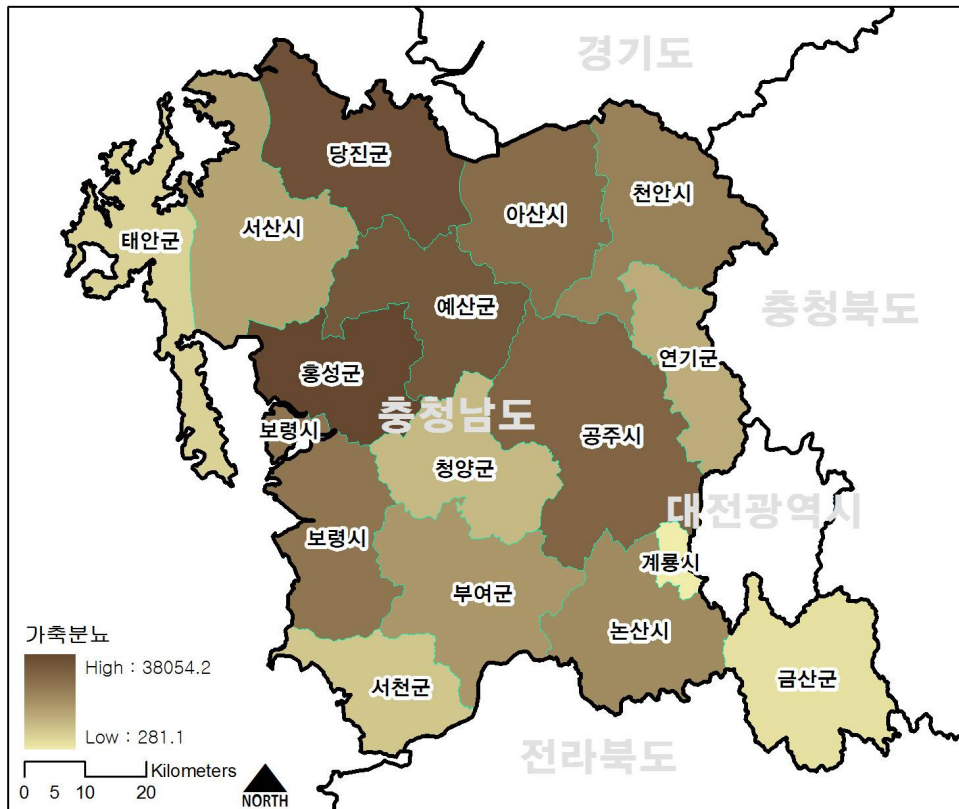 경기도
당진군
천안시
아산시
서산시
태안군
예산군
충청북도
연기군
홍성군
충청남도
보령시
공주시
청양군
대전광역시
보령시
계룡시
부여군
논산시
가축분뇨
High : 38054.2
서천군
금산군
Low : 281.1
전라북도
Kilometers
0 5 10 20
NORTH